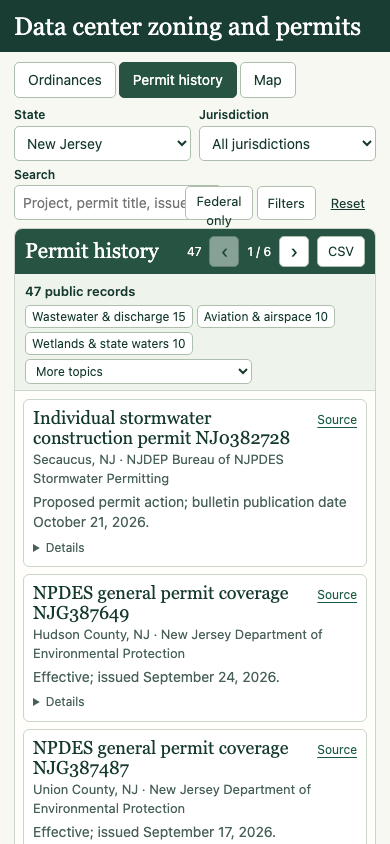 Data center zoning and permits
Ordinances
Permit history
Map
State
Jurisdiction
New Jersey
All jurisdictions
Search
Project, permit title, issue
Federal
only
Filters
Reset
Permit history
47
‹
1 / 6
›
CSV
47 public records
Wastewater & discharge 15
Aviation & airspace 10
Wetlands & state waters 10
More topics
Individual stormwater
construction permit NJ0382728
Source
Secaucus, NJ · NJDEP Bureau of NJPDES
Stormwater Permitting
Proposed permit action; bulletin publication date
October 21, 2026.
Details
NPDES general permit coverage
NJG387649
Source
Hudson County, NJ · New Jersey Department of
Environmental Protection
Effective; issued September 24, 2026.
Details
NPDES general permit coverage
NJG387487
Source
Union County, NJ · New Jersey Department of
Environmental Protection
Effective; issued September 17, 2026.